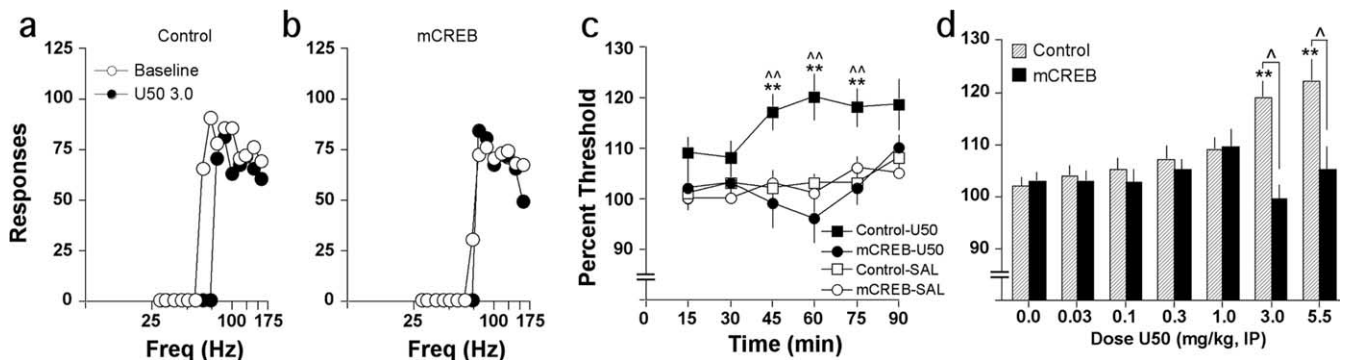 a
Control
Responses
125
100
75
50
25
0
Baseline
U50 3.0
25
100
175
Freq (Hz)
b
mCREB
125
100
75
50
25
0
25
100
175
Freq (Hz)
c
Percent Threshold
130
120
110
100
90
^^
**
^^
**
^^
**
Control-U50
mCREB-U50
Control-SAL
mCREB-SAL
0
15
30
45
60
75
90
Time (min)
d
130
120
110
100
90
Control
mCREB
^
**
^
**
0.0
0.03
0.1
0.3
1.0
3.0
5.5
Dose U50 (mg/kg, IP)